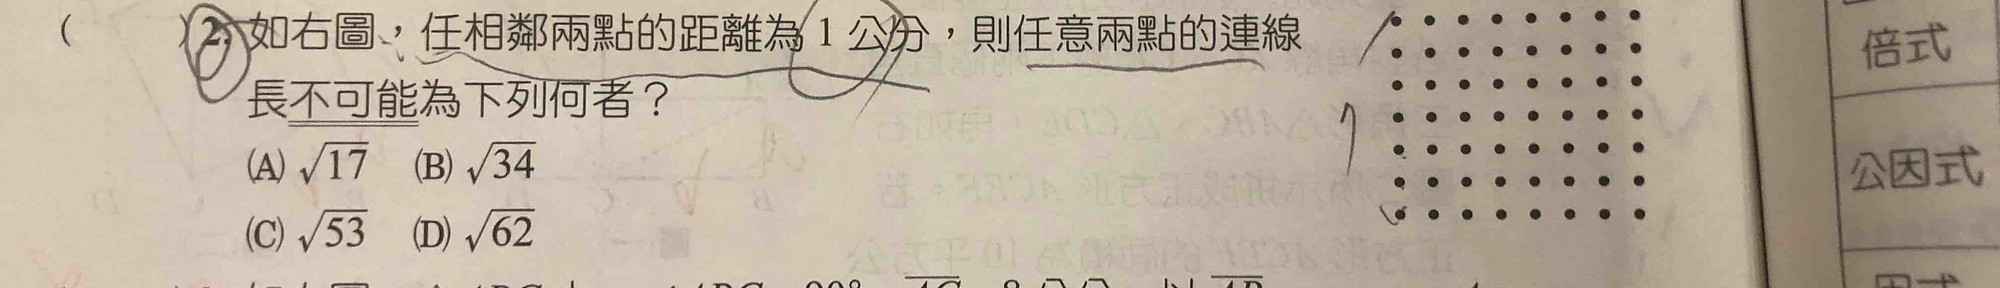 ( ) 2. 如右圖,任相鄰兩點的距離為 1 公分,則任意兩點的連線
長不可能為下列何者?
(A) √17 (B) √34
(C) √53 (D) √62
倍式
公因式